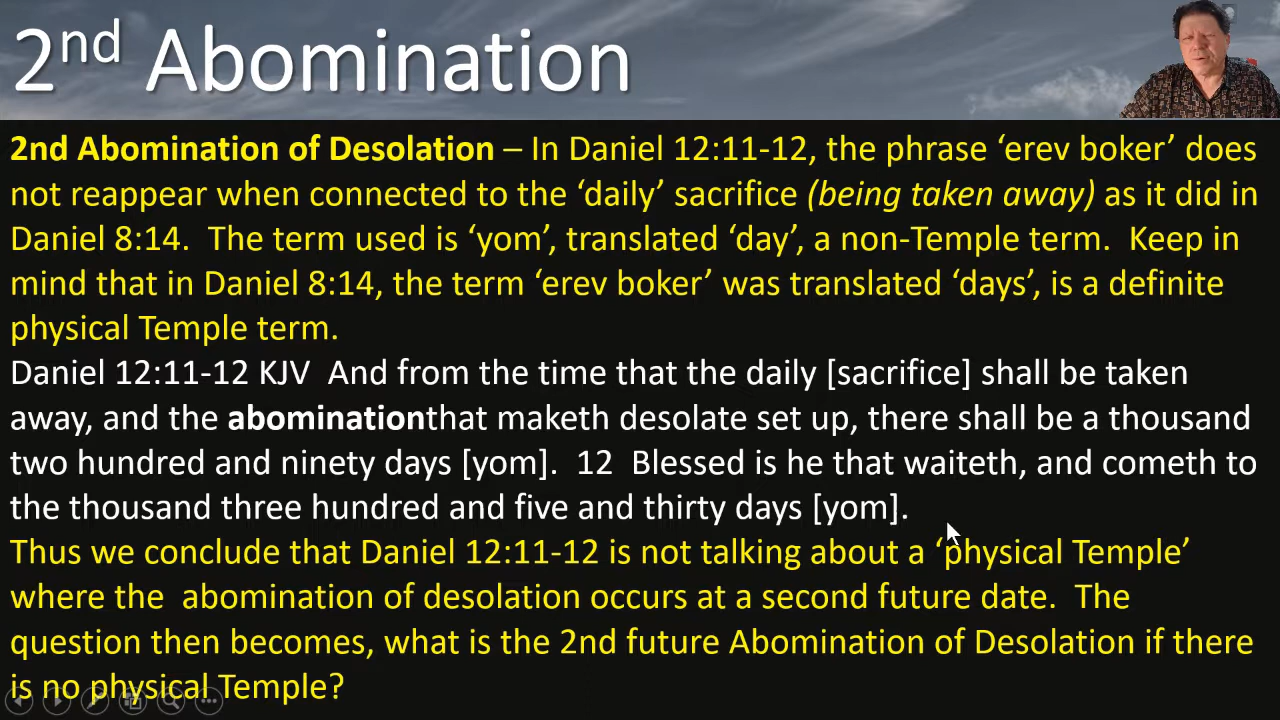 2nd Abomination
2nd Abomination of Desolation – In Daniel 12:11-12, the phrase ‘erev boker’ does
not reappear when connected to the ‘daily’ sacrifice (being taken away) as it did in
Daniel 8:14.  The term used is ‘yom’, translated ‘day’, a non-Temple term.  Keep in
mind that in Daniel 8:14, the term ‘erev boker’ was translated ‘days’, is a definite
physical Temple term.
Daniel 12:11-12 KJV  And from the time that the daily [sacrifice] shall be taken
away, and the abominationthat maketh desolate set up, there shall be a thousand
two hundred and ninety days [yom].  12  Blessed is he that waiteth, and cometh to
the thousand three hundred and five and thirty days [yom].
Thus we conclude that Daniel 12:11-12 is not talking about a ‘physical Temple’
where the  abomination of desolation occurs at a second future date.  The
question then becomes, what is the 2nd future Abomination of Desolation if there
is no physical Temple?